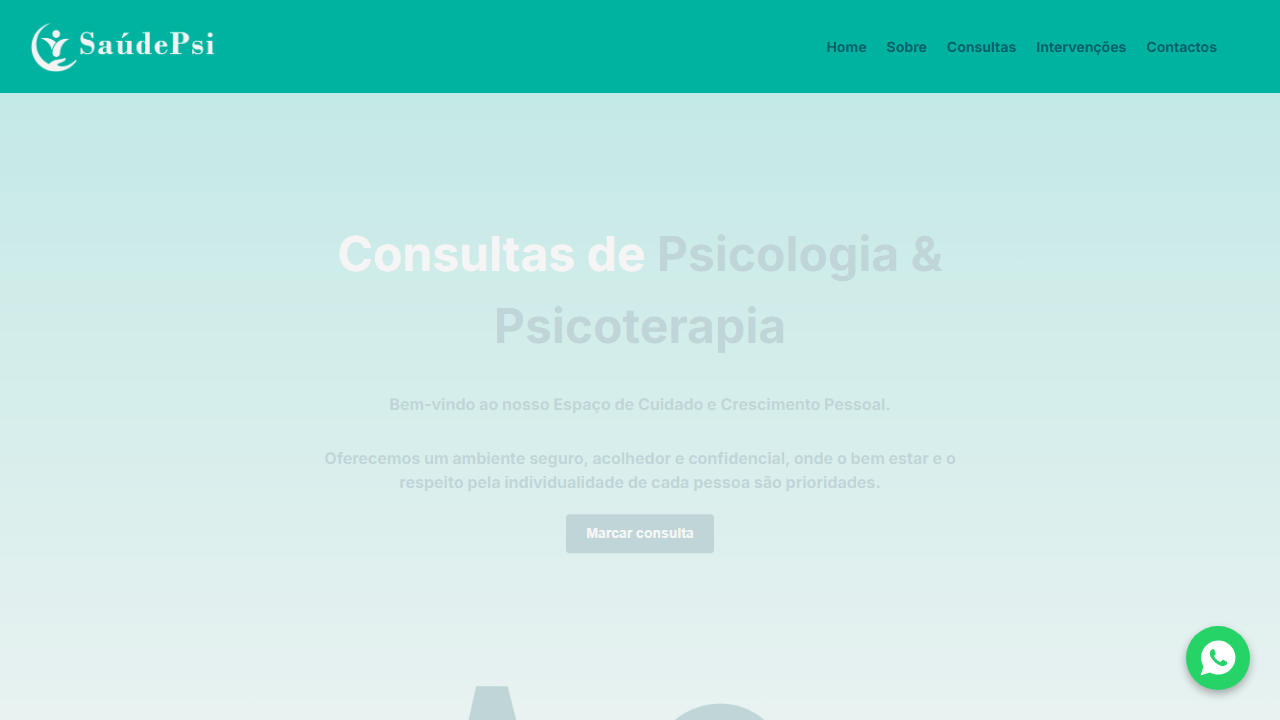 SaúdePsi
Home Sobre Consultas Intervenções Contactos
Consultas de Psicologia &
Psicoterapia
Bem-vindo ao nosso Espaço de Cuidado e Crescimento Pessoal.
Oferecemos um ambiente seguro, acolhedor e confidencial, onde o bem estar e o
respeito pela individualidade de cada pessoa são prioridades.
Marcar consulta